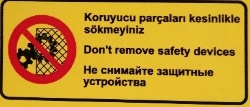 Koruyucu parçaları kesinlikle
sökmeyiniz
Don't remove safety devices
Не снимайте защитные
устройства